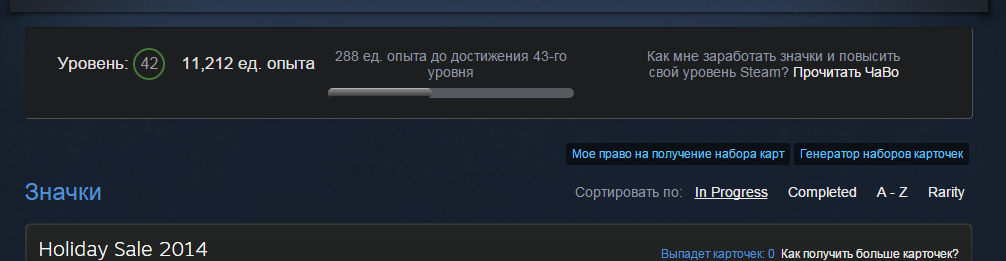 Уровень: 42 11,212 ед. опыта
288 ед. опыта до достижения 43-го
уровня
Как мне заработать значки и повысить
свой уровень Steam? Прочитать ЧаВо
Мое право на получение набора карт Генератор наборов карточек
Значки
Сортировать по: In Progress Completed A - Z Rarity
Holiday Sale 2014
Выпадет карточек: 0 Как получить больше карточек?